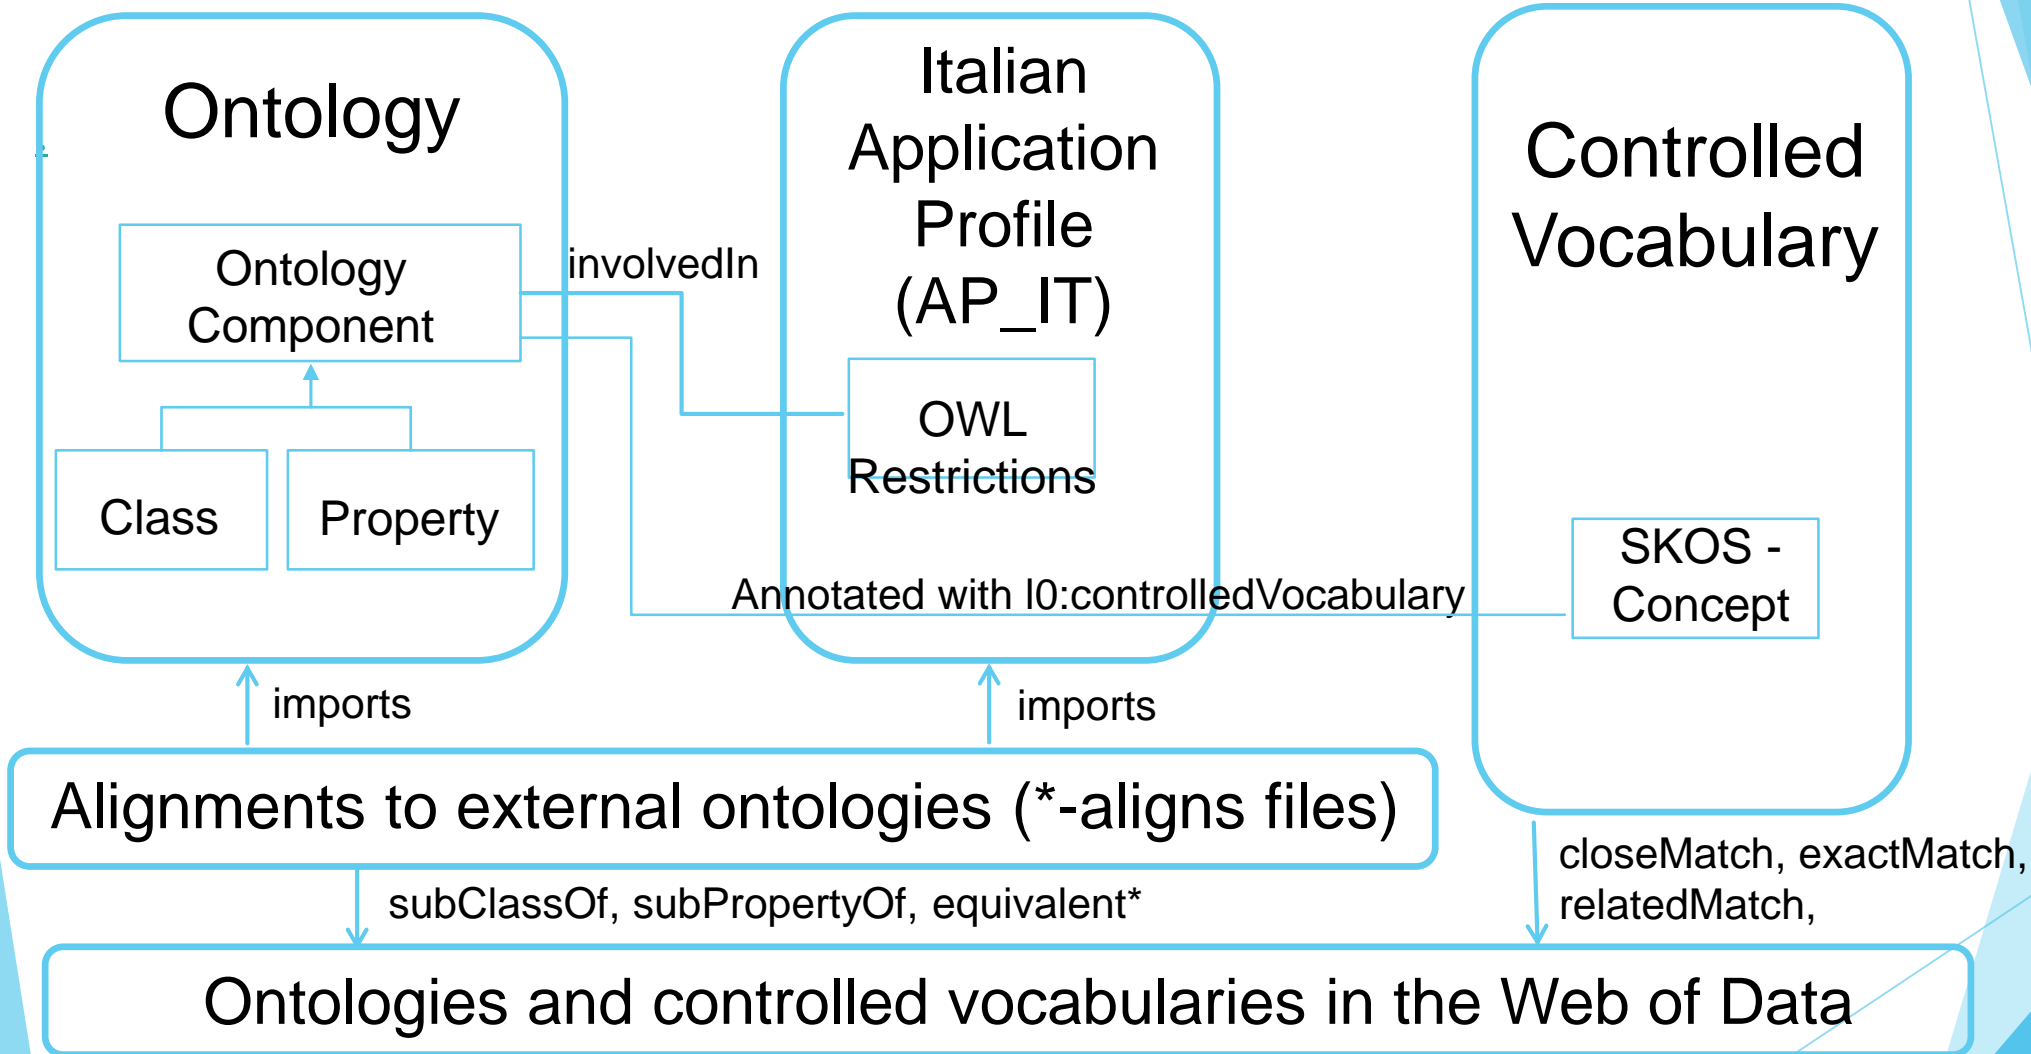 Ontology
Ontology
Component
Class
Property
involvedIn
Italian
Application
Profile
(AP_IT)
OWL
Restrictions
Annotated with l0:controlledVocabulary
Controlled
Vocabulary
SKOS -
Concept
imports
imports
Alignments to external ontologies (*-aligns files)
subClassOf, subPropertyOf, equivalent*
closeMatch, exactMatch,
relatedMatch,
Ontologies and controlled vocabularies in the Web of Data